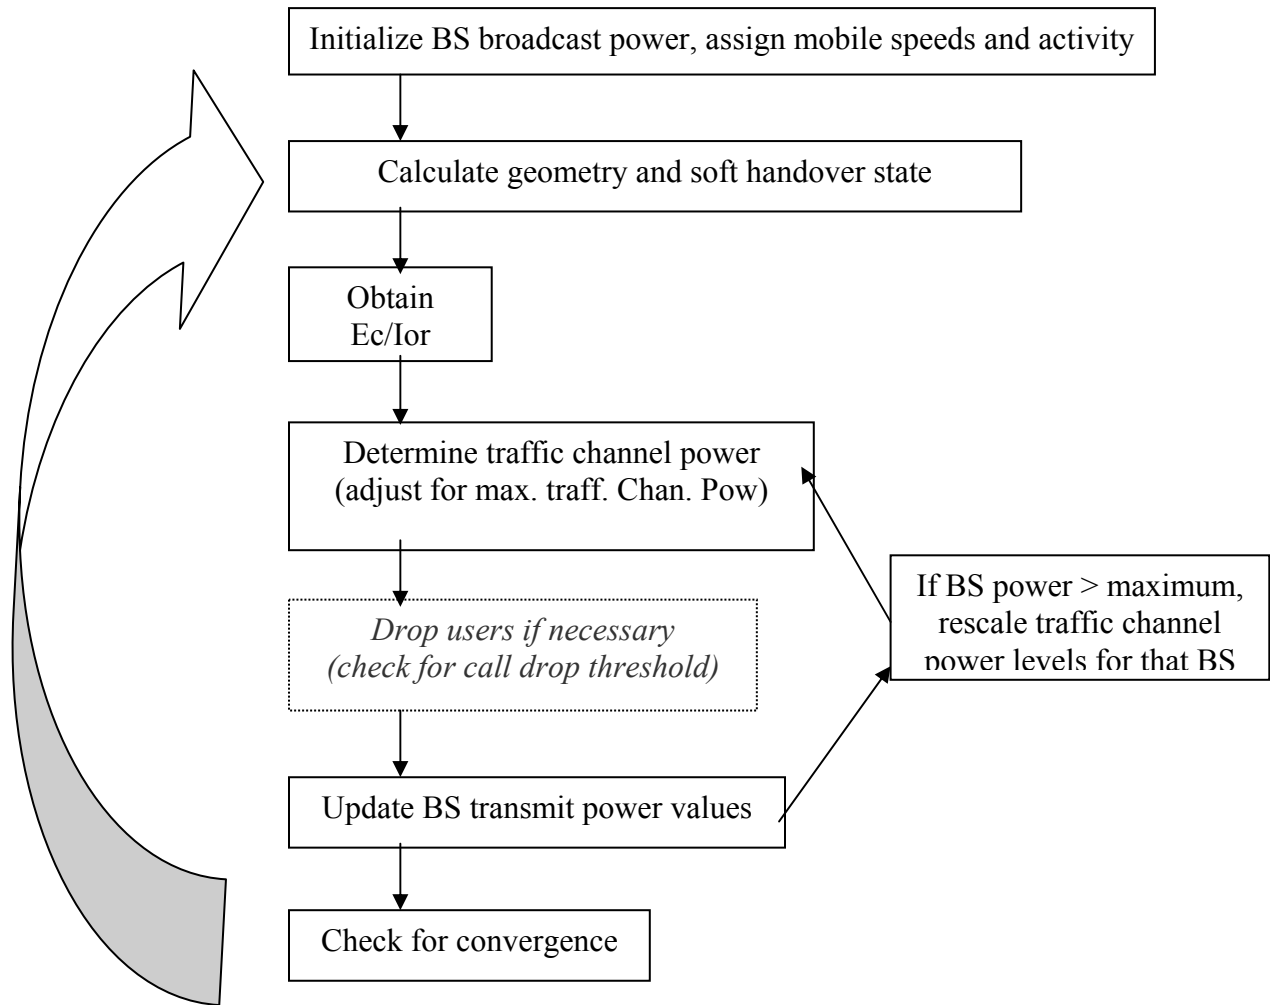 Initialize BS broadcast power, assign mobile speeds and activity
Calculate geometry and soft handover state
Obtain
Ec/Ior
Determine traffic channel power
(adjust for max. traff. Chan. Pow)
Drop users if necessary
(check for call drop threshold)
If BS power > maximum,
rescale traffic channel
power levels for that BS
Update BS transmit power values
Check for convergence